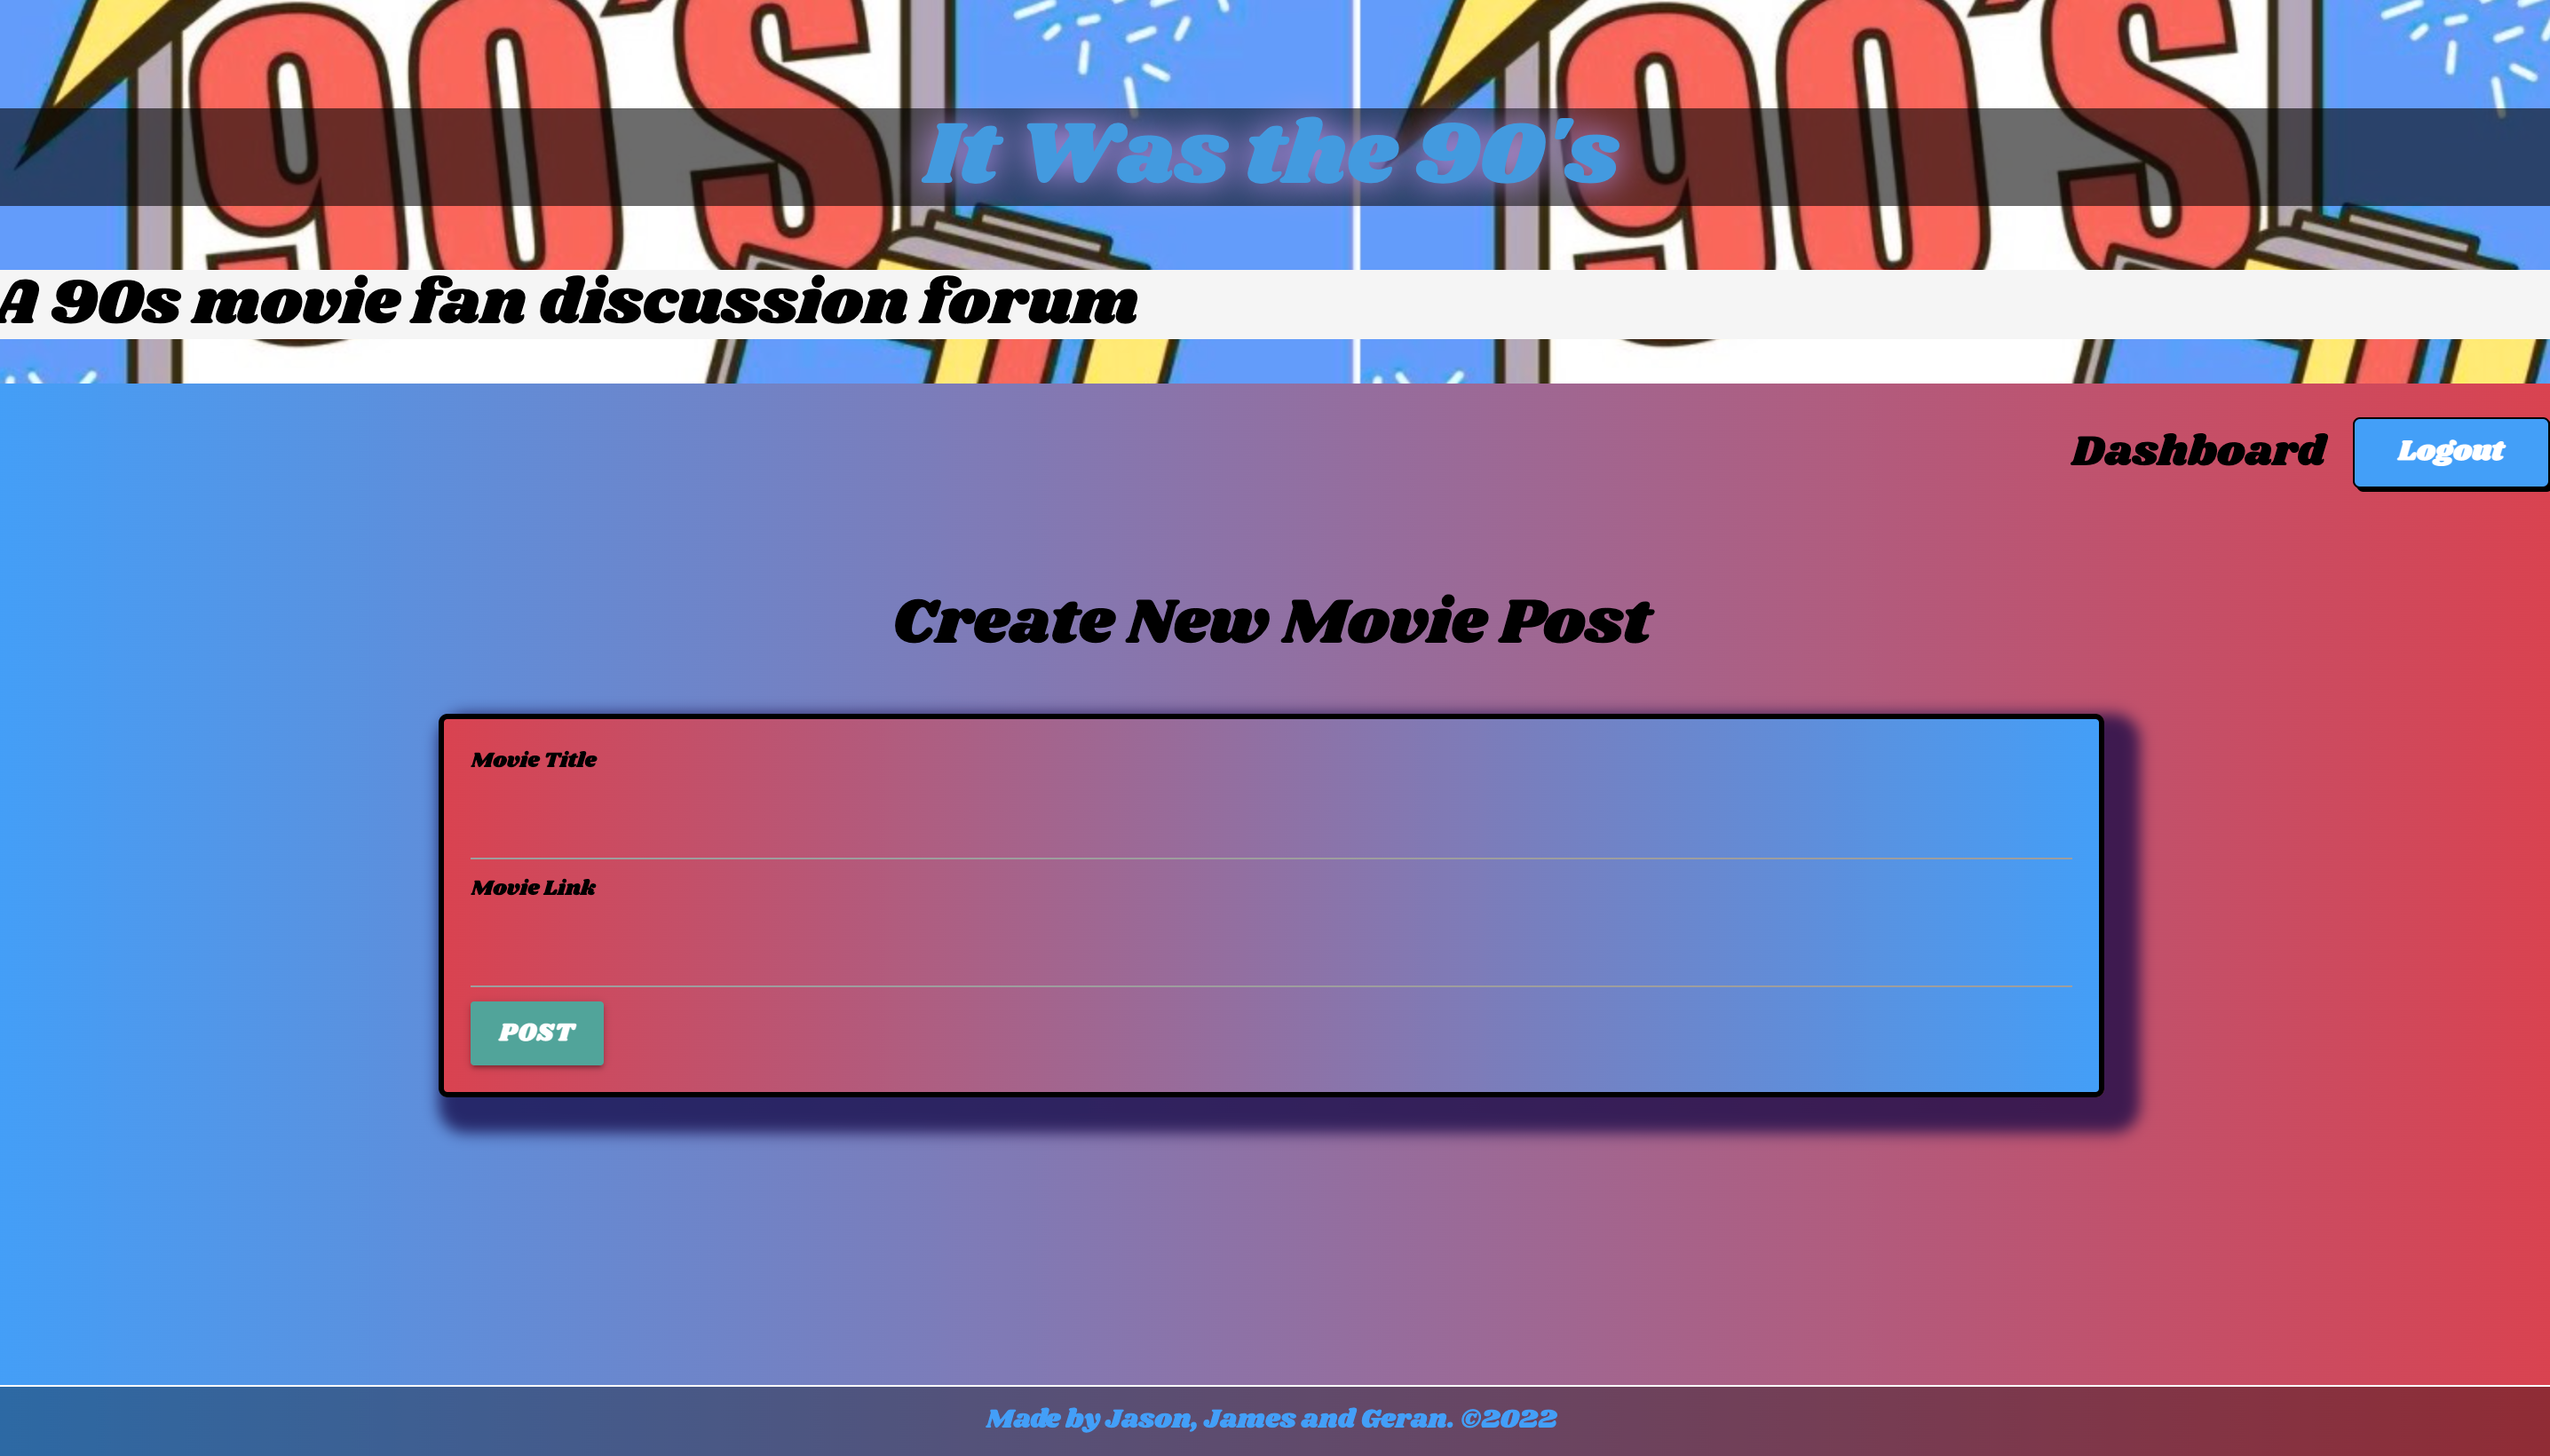 90's 90's
It Was the 90's
A 90s movie fan discussion forum
Dashboard Logout
Create New Movie Post
Movie Title
Movie Link
POST
Made by Jason, James and Geran. ©2022